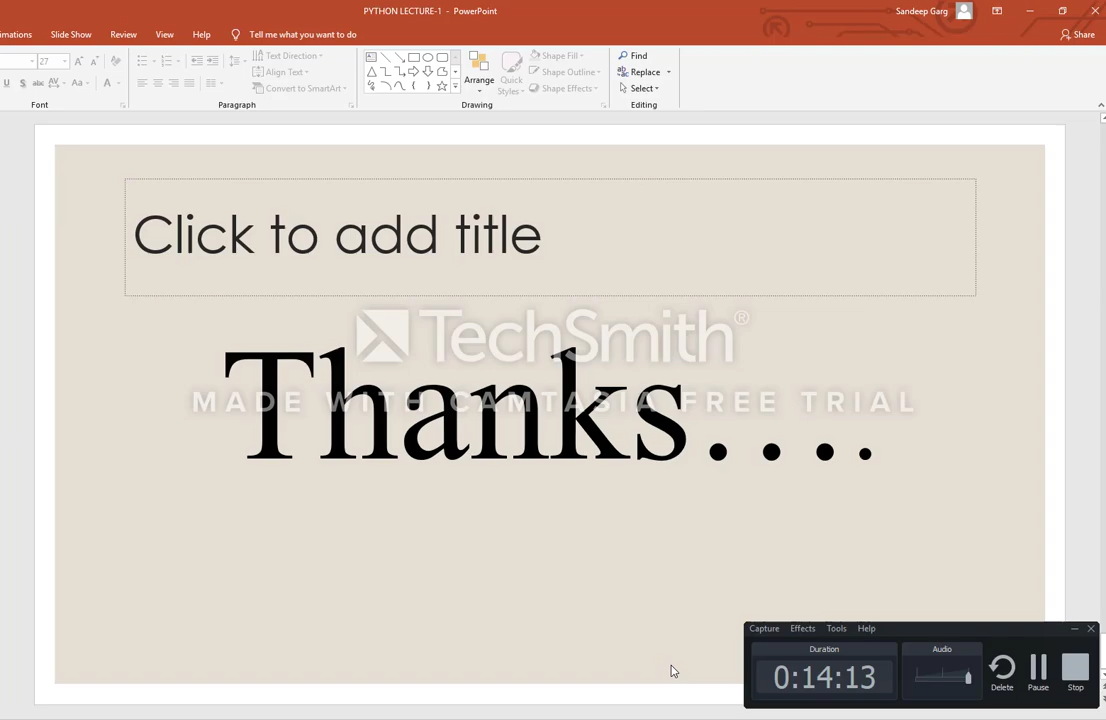 PYTHON LECTURE-1 - PowerPoint
Sandeep Garg
Slide Show
Review
View
Help
Tell me what you want to do
Share
27
Aa
Text Direction
Align Text
Convert to SmartArt
Arrange
Quick
Styles
Shape Fill
Shape Outline
Shape Effects
Find
Replace
Select
Font
Paragraph
Drawing
Editing
Click to add title
TechSmith®
Thanks....
MADE WITH CAMTASIA FREE TRIAL
Capture
Effects
Tools
Help
Duration
Audio
0:14:13
Delete
Pause
Stop